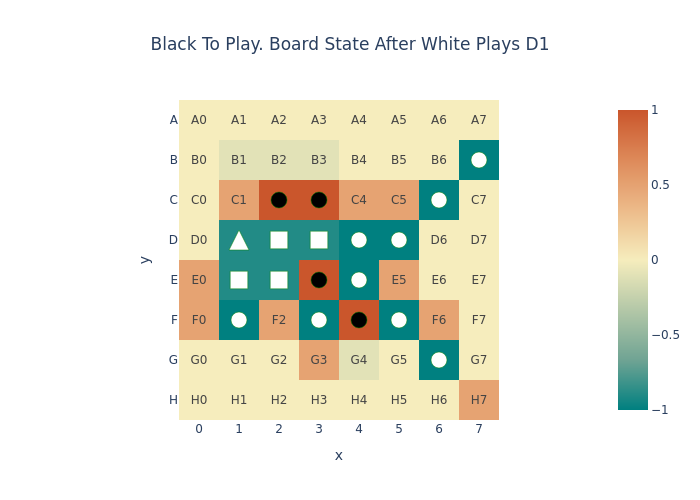 Black To Play. Board State After White Plays D1
A A0 A1 A2 A3 A4 A5 A6 A7
B B0 B1 B2 B3 B4 B5 B6
C C0 C1 C4 C5 C7
D D0 D6 D7
E E0 E5 E6 E7
F F0 F2 F6 F7
G G0 G1 G2 G3 G4 G5 G7
H H0 H1 H2 H3 H4 H5 H6 H7
0 1 2 3 4 5 6 7
x
y
1
0.5
0
−0.5
−1